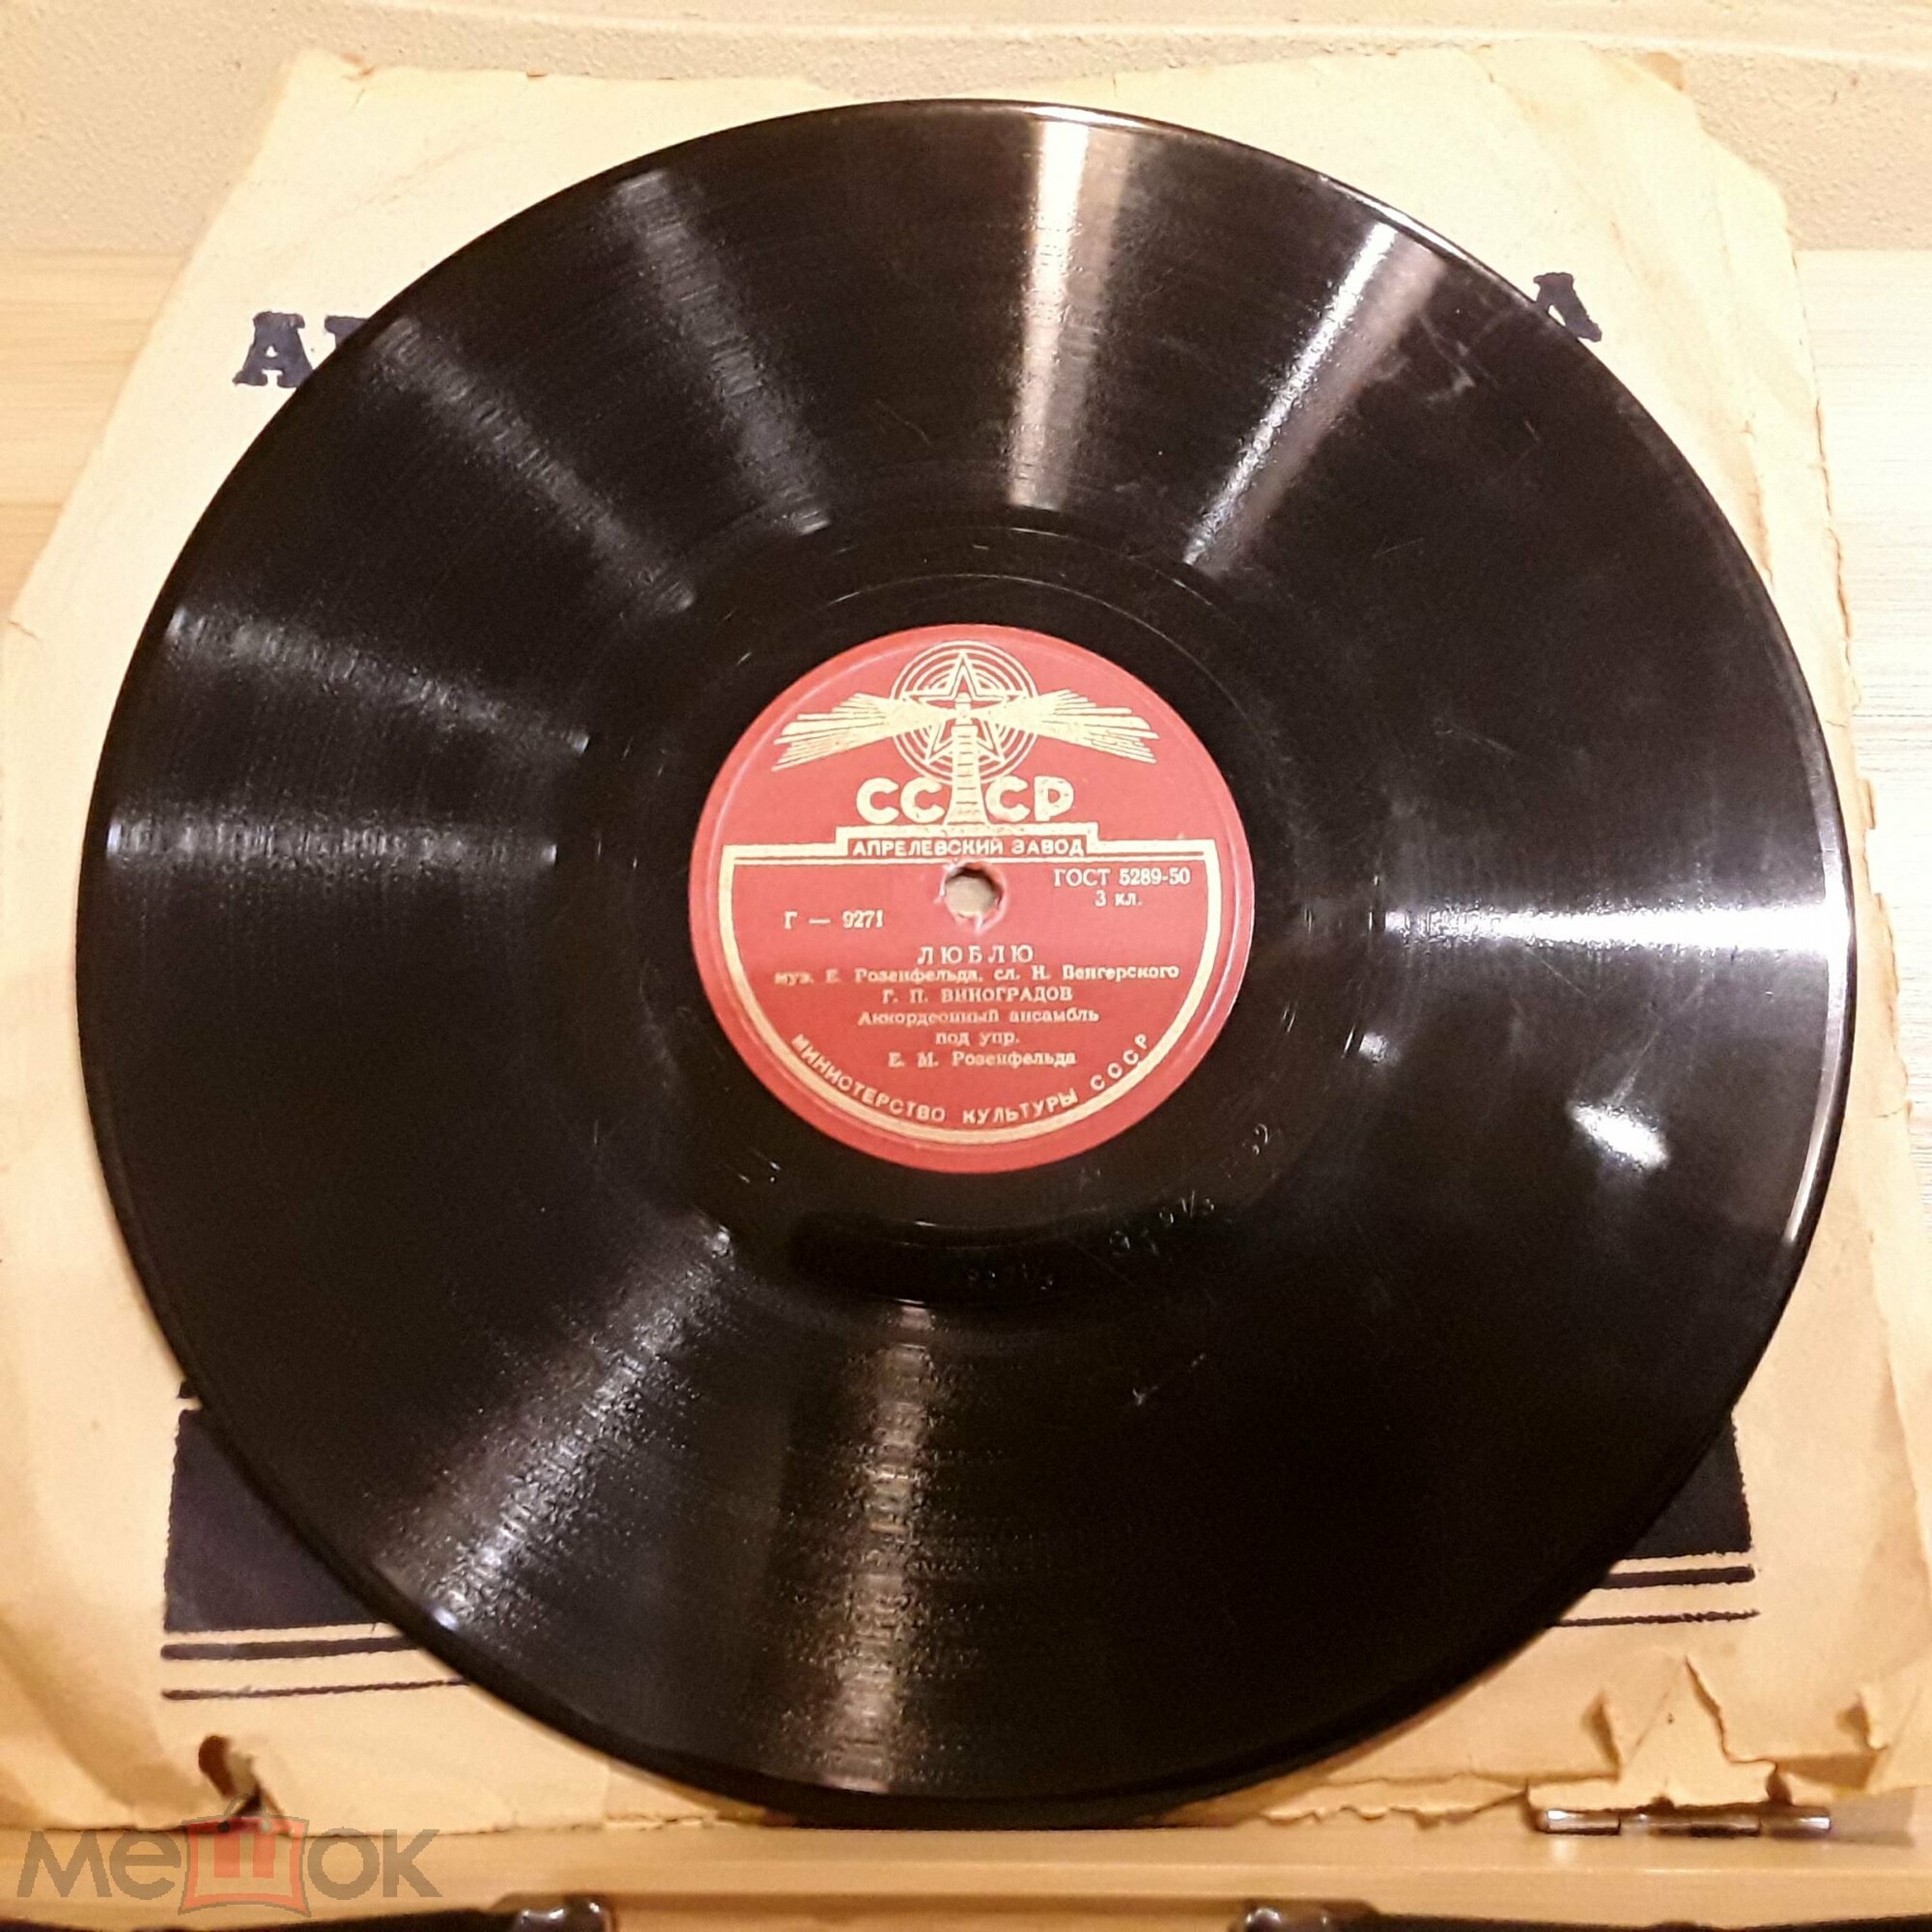 СССР
АПРЕЛЕВСКИЙ ЗАВОД
ГОСТ 5289-50
3 кл.
Г — 9271
ЛЮБЛЮ
муз. Е. Розенфельда, сл. Н. Венгерского
Г. П. ВИНОГРАДОВ
Аккордеонный ансамбль
под упр.
Е. М. Розенфельда
МИНИСТЕРСТВО КУЛЬТУРЫ СССР
мешок